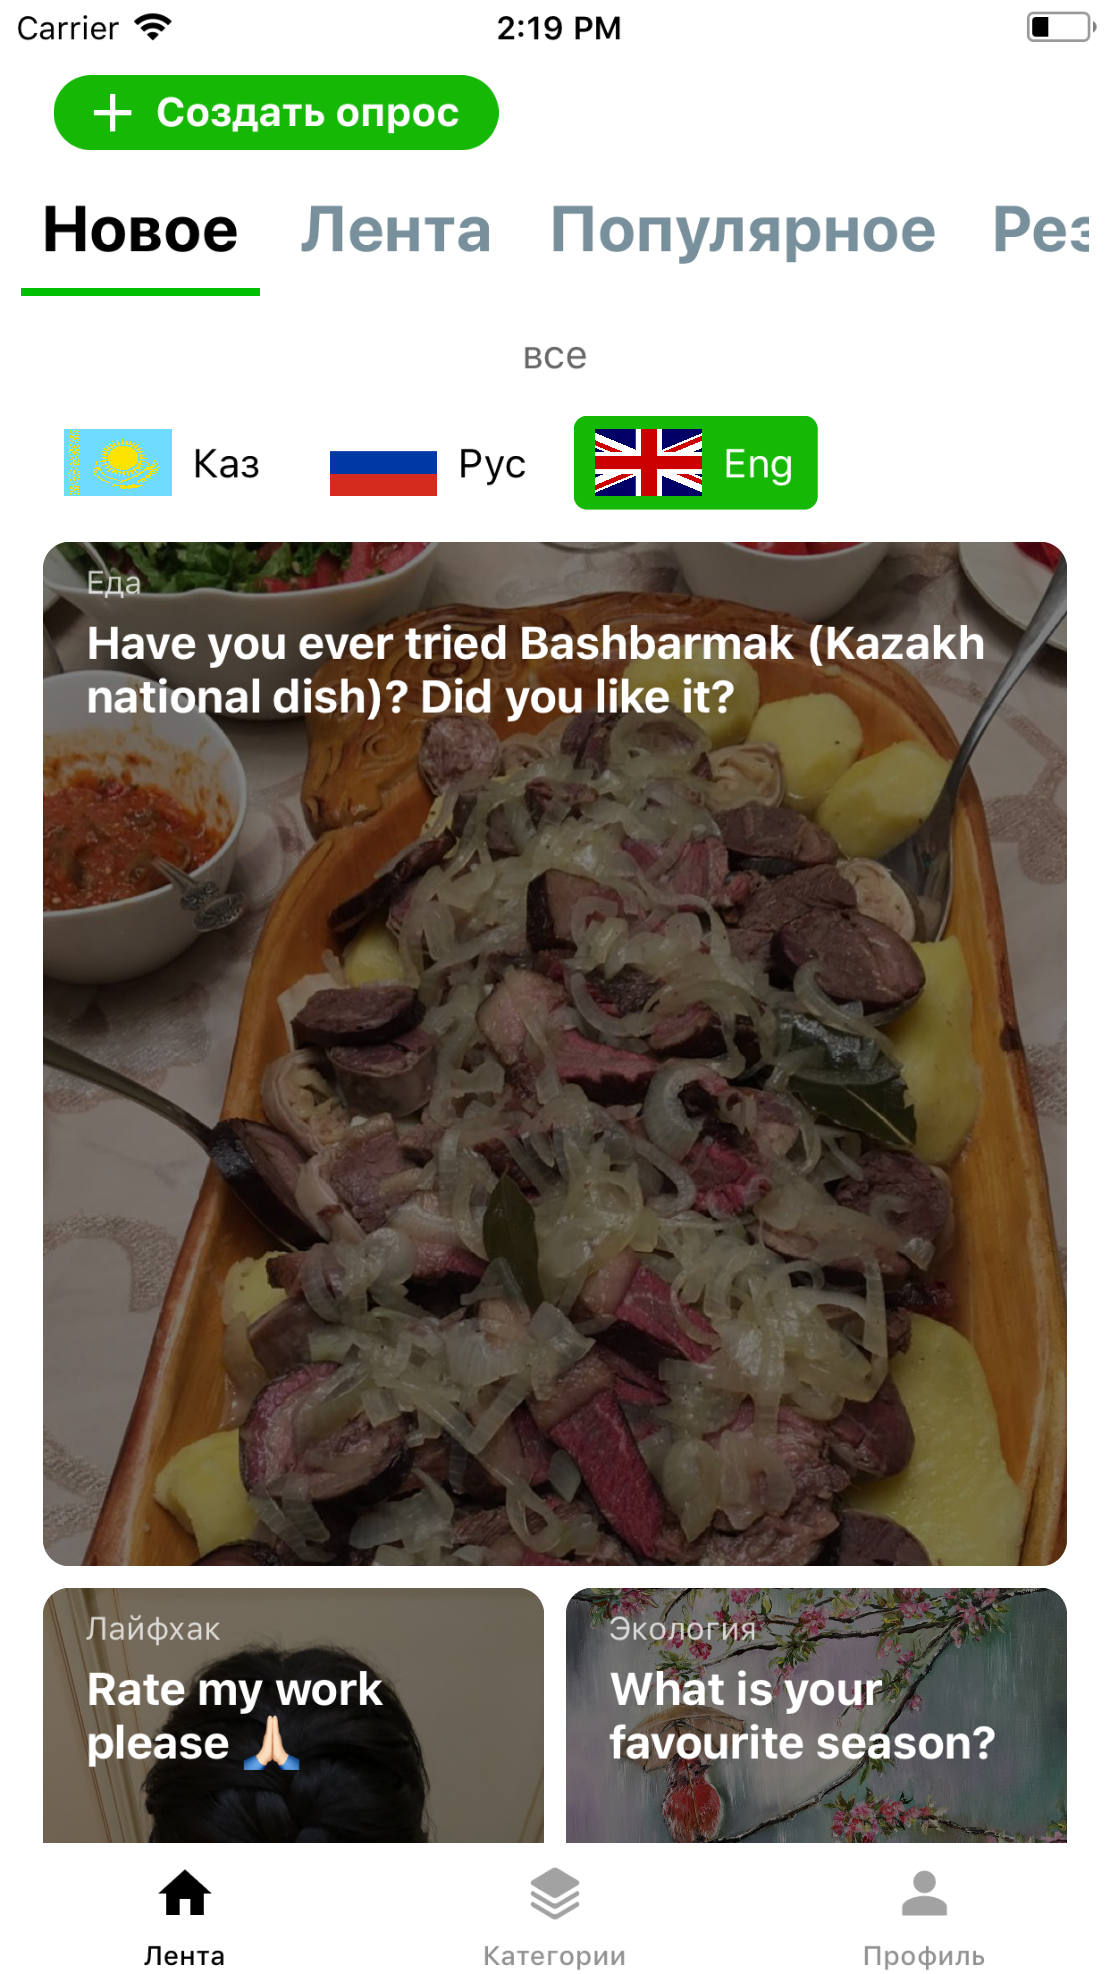 Carrier
2:19 PM
Создать опрос
Новое Лента Популярное Рез
все
Каз Рус Eng
Еда
Have you ever tried Bashbarmak (Kazakh
national dish)? Did you like it?
Лайфхак
Rate my work
please 🙏🏻
Экология
What is your
favourite season?
Лента Категории Профиль